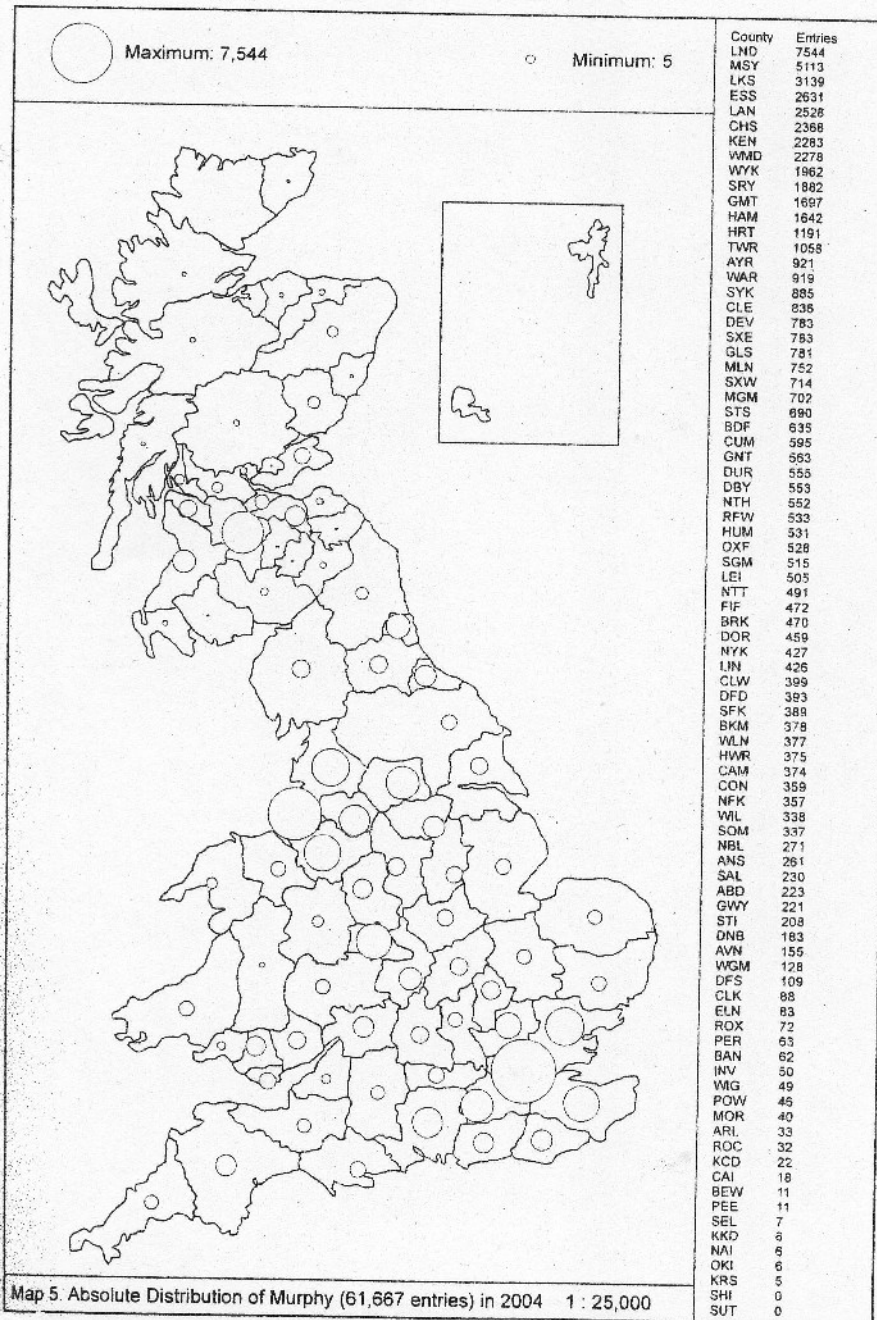 Maximum: 7,544
Minimum: 5
County Entries
LND 7544
MSY 5113
LKS 3139
ESS 2631
LAN 2528
CHS 2368
KEN 2283
WMD 2278
WYK 1962
SRY 1882
GMT 1697
HAM 1642
HRT 1191
TWR 1058
AYR 921
WAR 919
SYK 885
CLE 836
DEV 783
SXE 783
GLS 781
MLN 752
SXW 714
MGM 702
STS 690
BDF 635
CUM 595
GNT 563
DUR 555
DBY 553
NTH 552
RFW 533
HUM 531
OXF 528
SGM 515
LEI 505
NTT 491
FIF 472
BRK 470
DOR 459
NYK 427
LIN 426
CLW 399
DFD 393
SFK 389
BKM 378
WLN 377
HWR 375
CAM 374
CON 359
NFK 357
WIL 338
SOM 337
NBL 271
ANS 261
SAL 230
ABD 223
GWY 221
STI 208
DNB 183
AVN 155
WGM 128
DFS 109
CLK 88
ELN 83
ROX 72
PER 63
BAN 62
INV 50
WIG 49
POW 46
MOR 40
ARL 33
ROC 32
KCD 22
CAI 18
BEW 11
PEE 11
SEL 7
KKD 6
NAI 6
OKI 6
KRS 5
SHI 0
SUT 0
Map 5. Absolute Distribution of Murphy (61,667 entries) in 2004 1 : 25,000